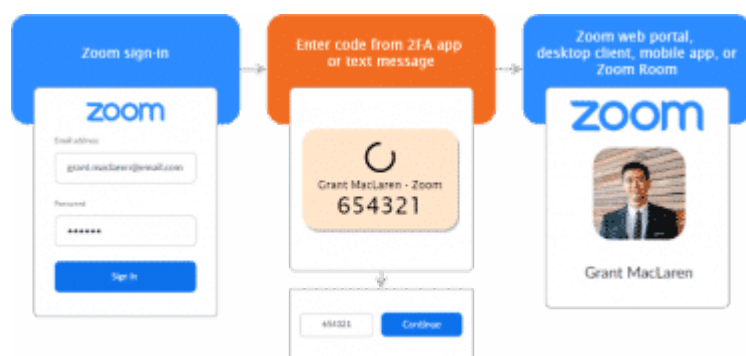 Zoom sign-in
zoom
Email address
grant.maclaren@email.com
Password
Sign In
Enter code from 2FA app
or text message
Grant MacLaren - Zoom
654321
654321
Continue
Zoom web portal,
desktop client, mobile app, or
Zoom Room
zoom
Grant MacLaren